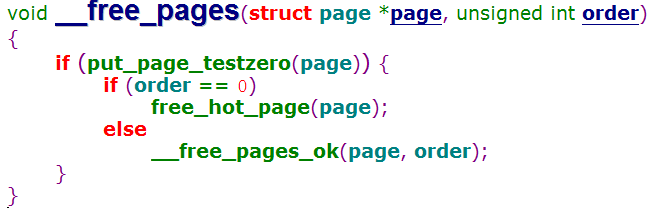 void __free_pages(struct page *page, unsigned int order)
{
if (put_page_testzero(page)) {
if (order == 0)
free_hot_page(page);
else
__free_pages_ok(page, order);
}
}